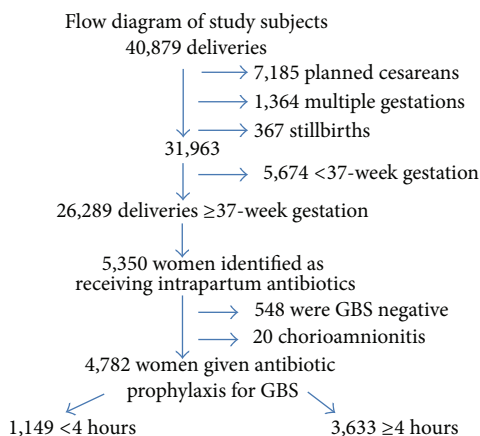 Flow diagram of study subjects
40,879 deliveries
7,185 planned cesareans
1,364 multiple gestations
367 stillbirths
31,963
5,674 <37-week gestation
26,289 deliveries ≥37-week gestation
5,350 women identified as
receiving intrapartum antibiotics
548 were GBS negative
20 chorioamnionitis
4,782 women given antibiotic
prophylaxis for GBS
1,149 <4 hours
3,633 ≥4 hours